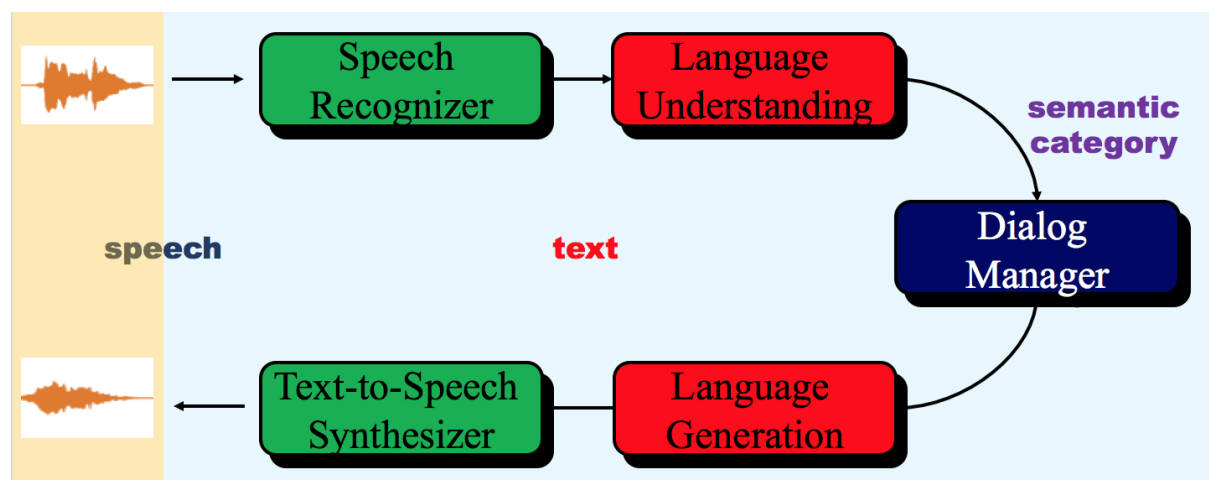 Speech
Recognizer
Language
Understanding
semantic
category
speech
text
Dialog
Manager
Text-to-Speech
Synthesizer
Language
Generation